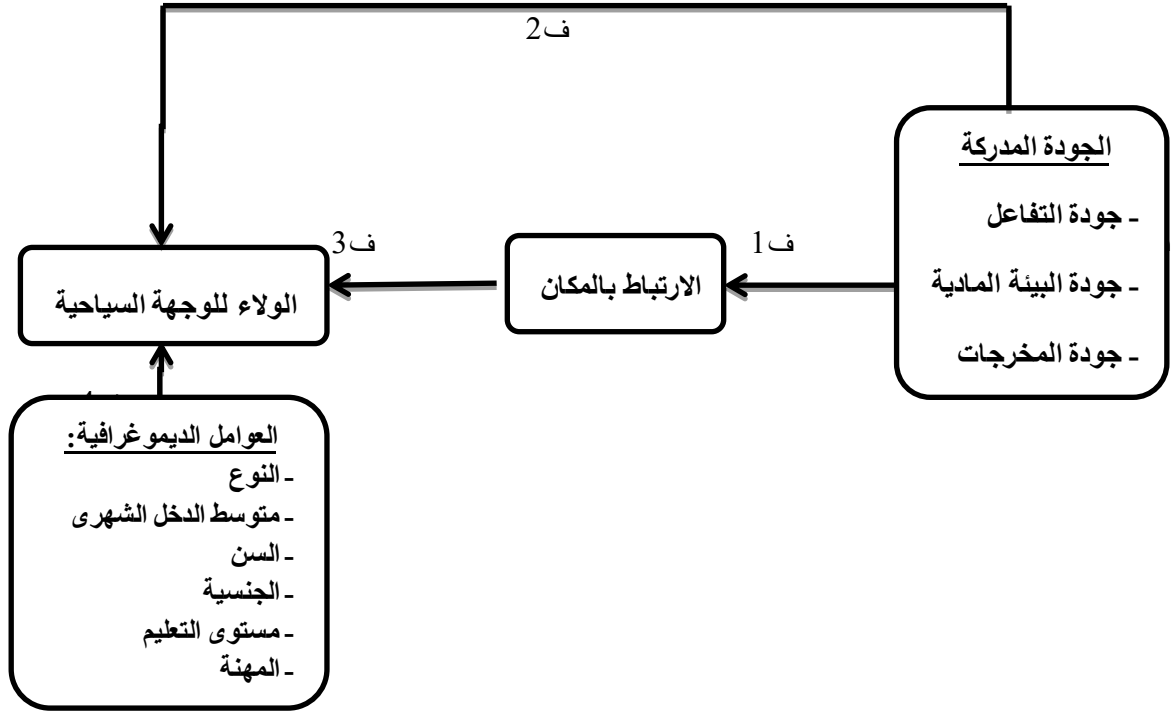 ف2
الجودة المدركة
- جودة التفاعل
- جودة البيئة المادية
- جودة المخرجات
ف1
الارتباط بالمكان
ف3
الولاء للوجهة السياحية
العوامل الديموغرافية:
- النوع
- متوسط الدخل الشهرى
- السن
- الجنسية
- مستوى التعليم
- المهنة